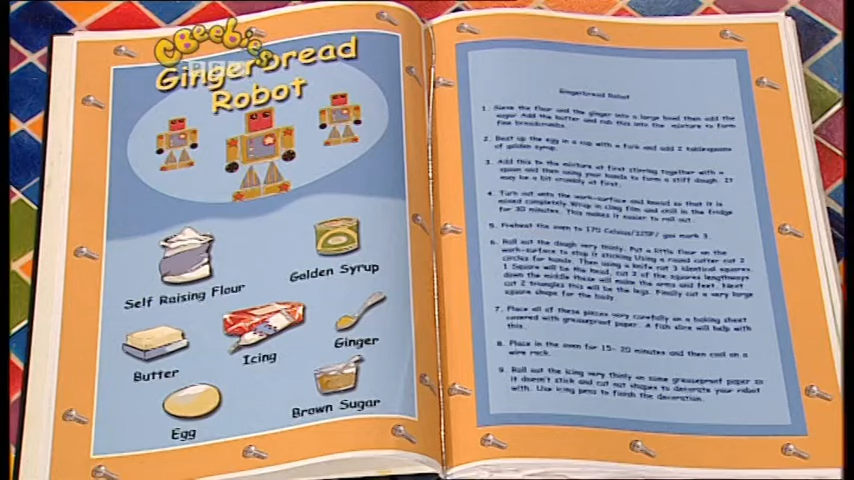 CBeebies
Gingerbread
Robot
Self Raising Flour
Golden Syrup
Butter
Icing
Ginger
Egg
Brown Sugar
Gingerbread Robot
1. Sieve the flour and the ginger into a large bowl then add the
sugar. Add the butter and rub this into the mixture to form
fine breadcrumbs.
2. Beat up the egg in a cup with a fork and add 2 tablespoons
of golden syrup.
3. Add this to the mixture at first stirring together with a
spoon and then using your hands to form a stiff dough. It
may be a bit crumbly at first.
4. Turn out onto the work-surface and knead so that it is
mixed completely. Wrap in cling film and chill in the fridge
for 30 minutes. This makes it easier to roll out.
5. Preheat the oven to 170 Celsius/325F/ gas mark 3.
6. Roll out the dough very thinly. Put a little flour on the
work-surface to stop it sticking. Using a round cutter cut 2
circles for hands. Then using a knife cut 3 identical squares.
1 Square will be the head, cut 2 of the squares lengthways
down the middle these will make the arms and feet. Next
cut 2 triangles this will be the legs. Finally cut a very large
square shape for the body.
7. Place all of these pieces very carefully on a baking sheet
covered with greaseproof paper. A fish slice will help with
this.
8. Place in the oven for 15- 20 minutes and then cool on a
wire rack.
9. Roll out the icing very thinly on some greaseproof paper so
it doesn't stick and cut out shapes to decorate your robot
with. Use icing pens to finish the decoration.